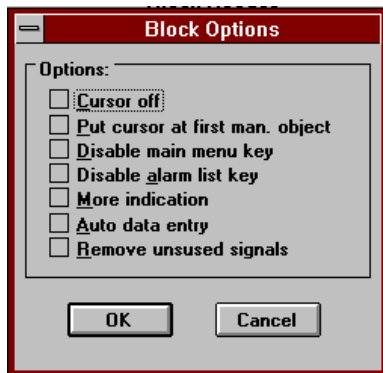 Block Options
Options:
Cursor off
Put cursor at first man. object
Disable main menu key
Disable alarm list key
More indication
Auto data entry
Remove unsused signals
OK
Cancel